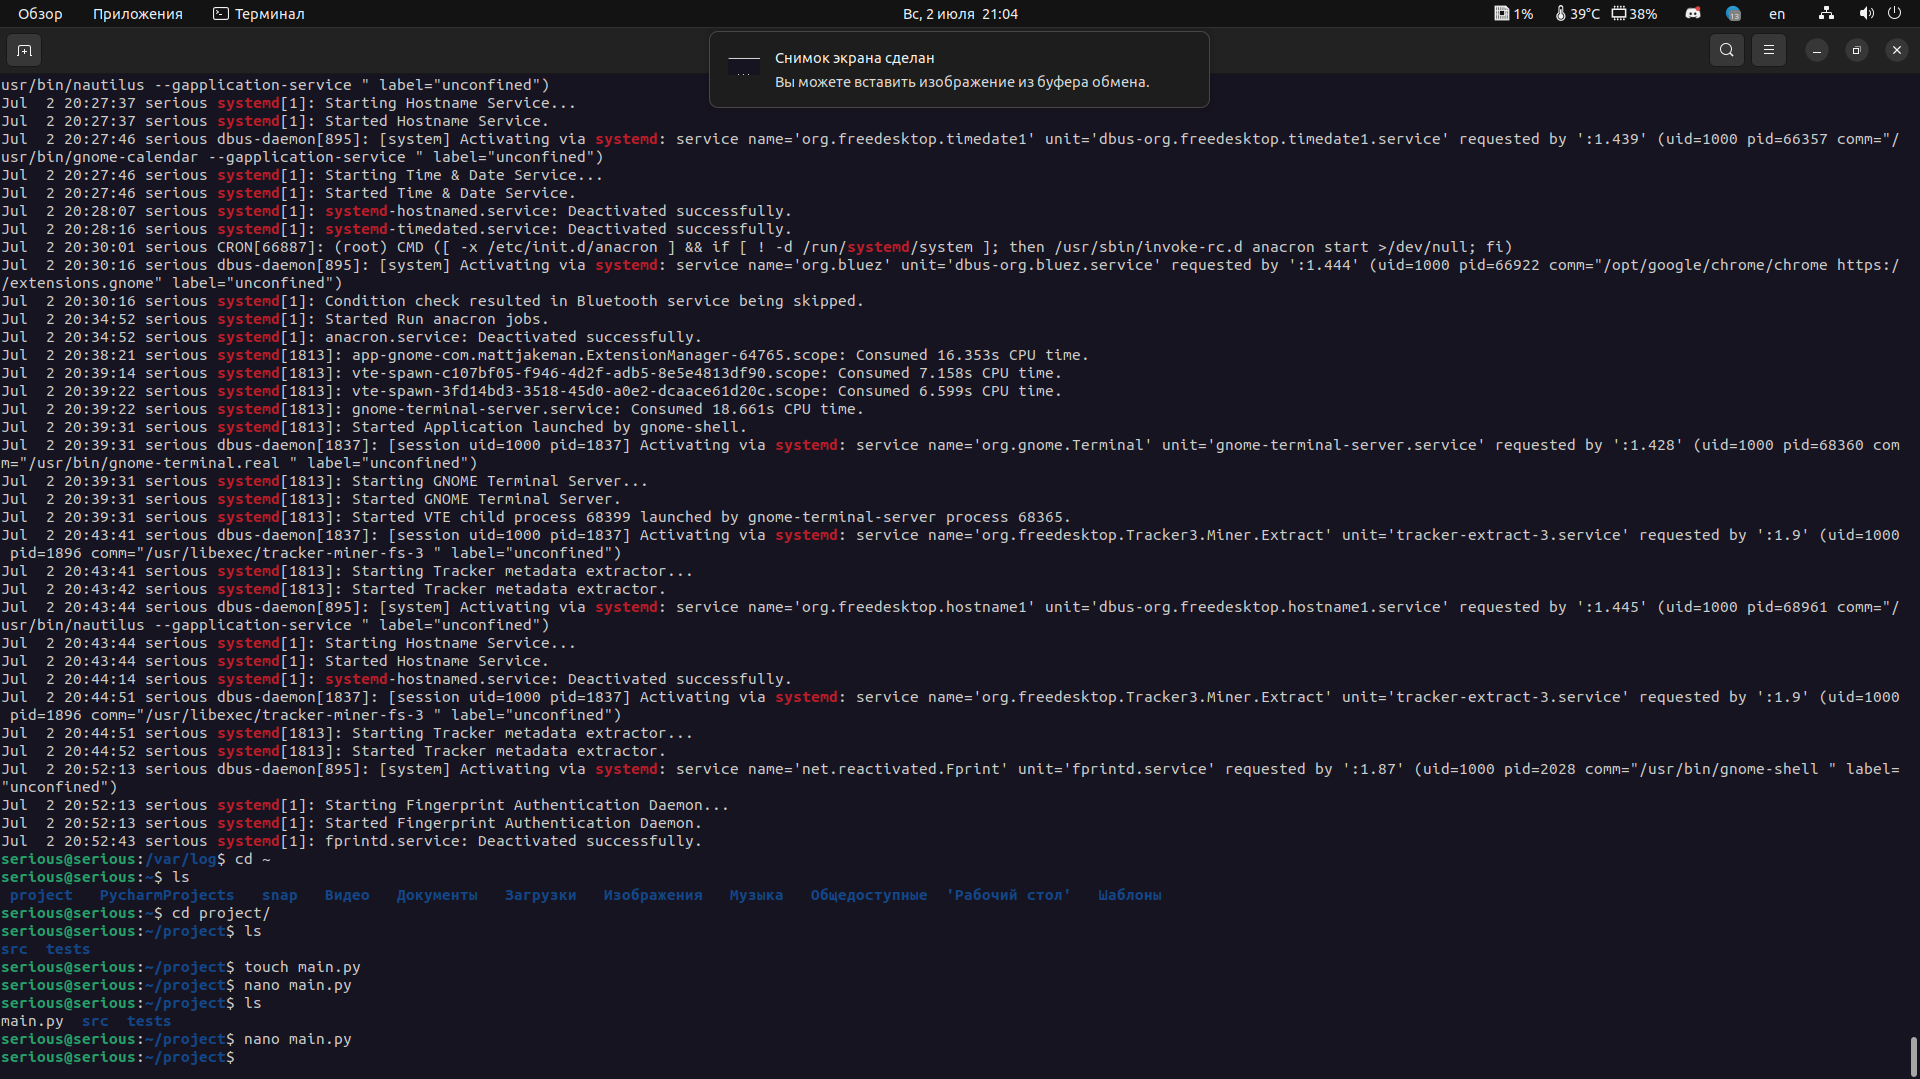 Обзор Приложения Терминал Вс, 2 июля 21:04 1% 39°C 38% en
Снимок экрана сделан
Вы можете вставить изображение из буфера обмена.
usr/bin/nautilus --gapplication-service " label="unconfined")
Jul  2 20:27:37 serious systemd[1]: Starting Hostname Service...
Jul  2 20:27:37 serious systemd[1]: Started Hostname Service.
Jul  2 20:27:46 serious dbus-daemon[895]: [system] Activating via systemd: service name='org.freedesktop.timedate1' unit='dbus-org.freedesktop.timedate1.service' requested by ':1.439' (uid=1000 pid=66357 comm="/
usr/bin/gnome-calendar --gapplication-service " label="unconfined")
Jul  2 20:27:46 serious systemd[1]: Starting Time & Date Service...
Jul  2 20:27:46 serious systemd[1]: Started Time & Date Service.
Jul  2 20:28:07 serious systemd[1]: systemd-hostnamed.service: Deactivated successfully.
Jul  2 20:28:16 serious systemd[1]: systemd-timedated.service: Deactivated successfully.
Jul  2 20:30:01 serious CRON[66887]: (root) CMD ([ -x /etc/init.d/anacron ] && if [ ! -d /run/systemd/system ]; then /usr/sbin/invoke-rc.d anacron start >/dev/null; fi)
Jul  2 20:30:16 serious dbus-daemon[895]: [system] Activating via systemd: service name='org.bluez' unit='dbus-org.bluez.service' requested by ':1.444' (uid=1000 pid=66922 comm="/opt/google/chrome/chrome https:/
/extensions.gnome" label="unconfined")
Jul  2 20:30:16 serious systemd[1]: Condition check resulted in Bluetooth service being skipped.
Jul  2 20:34:52 serious systemd[1]: Started Run anacron jobs.
Jul  2 20:34:52 serious systemd[1]: anacron.service: Deactivated successfully.
Jul  2 20:38:21 serious systemd[1813]: app-gnome-com.mattjakeman.ExtensionManager-64765.scope: Consumed 16.353s CPU time.
Jul  2 20:39:14 serious systemd[1813]: vte-spawn-c107bf05-f946-4d2f-adb5-8e5e4813df90.scope: Consumed 7.158s CPU time.
Jul  2 20:39:22 serious systemd[1813]: vte-spawn-3fd14bd3-3518-45d0-a0e2-dcaace61d20c.scope: Consumed 6.599s CPU time.
Jul  2 20:39:22 serious systemd[1813]: gnome-terminal-server.service: Consumed 18.661s CPU time.
Jul  2 20:39:31 serious systemd[1813]: Started Application launched by gnome-shell.
Jul  2 20:39:31 serious dbus-daemon[1837]: [session uid=1000 pid=1837] Activating via systemd: service name='org.gnome.Terminal' unit='gnome-terminal-server.service' requested by ':1.428' (uid=1000 pid=68360 com
m="/usr/bin/gnome-terminal.real " label="unconfined")
Jul  2 20:39:31 serious systemd[1813]: Starting GNOME Terminal Server...
Jul  2 20:39:31 serious systemd[1813]: Started GNOME Terminal Server.
Jul  2 20:39:31 serious systemd[1813]: Started VTE child process 68399 launched by gnome-terminal-server process 68365.
Jul  2 20:43:41 serious dbus-daemon[1837]: [session uid=1000 pid=1837] Activating via systemd: service name='org.freedesktop.Tracker3.Miner.Extract' unit='tracker-extract-3.service' requested by ':1.9' (uid=1000
 pid=1896 comm="/usr/libexec/tracker-miner-fs-3 " label="unconfined")
Jul  2 20:43:41 serious systemd[1813]: Starting Tracker metadata extractor...
Jul  2 20:43:42 serious systemd[1813]: Started Tracker metadata extractor.
Jul  2 20:43:44 serious dbus-daemon[895]: [system] Activating via systemd: service name='org.freedesktop.hostname1' unit='dbus-org.freedesktop.hostname1.service' requested by ':1.445' (uid=1000 pid=68961 comm="/
usr/bin/nautilus --gapplication-service " label="unconfined")
Jul  2 20:43:44 serious systemd[1]: Starting Hostname Service...
Jul  2 20:43:44 serious systemd[1]: Started Hostname Service.
Jul  2 20:44:14 serious systemd[1]: systemd-hostnamed.service: Deactivated successfully.
Jul  2 20:44:51 serious dbus-daemon[1837]: [session uid=1000 pid=1837] Activating via systemd: service name='org.freedesktop.Tracker3.Miner.Extract' unit='tracker-extract-3.service' requested by ':1.9' (uid=1000
 pid=1896 comm="/usr/libexec/tracker-miner-fs-3 " label="unconfined")
Jul  2 20:44:51 serious systemd[1813]: Starting Tracker metadata extractor...
Jul  2 20:44:52 serious systemd[1813]: Started Tracker metadata extractor.
Jul  2 20:52:13 serious dbus-daemon[895]: [system] Activating via systemd: service name='net.reactivated.Fprint' unit='fprintd.service' requested by ':1.87' (uid=1000 pid=2028 comm="/usr/bin/gnome-shell " label=
"unconfined")
Jul  2 20:52:13 serious systemd[1]: Starting Fingerprint Authentication Daemon...
Jul  2 20:52:13 serious systemd[1]: Started Fingerprint Authentication Daemon.
Jul  2 20:52:43 serious systemd[1]: fprintd.service: Deactivated successfully.
serious@serious:/var/log$ cd ~
serious@serious:~$ ls
 project   PycharmProjects   snap   Видео   Документы   Загрузки   Изображения   Музыка   Общедоступные  'Рабочий стол'   Шаблоны
serious@serious:~$ cd project/
serious@serious:~/project$ ls
src  tests
serious@serious:~/project$ touch main.py
serious@serious:~/project$ nano main.py
serious@serious:~/project$ ls
main.py  src  tests
serious@serious:~/project$ nano main.py
serious@serious:~/project$